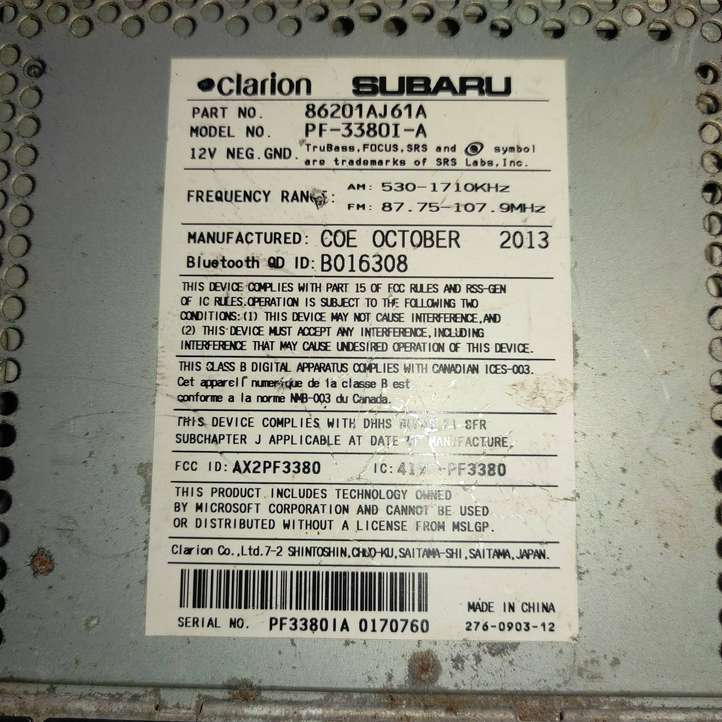 clarion SUBARU
PART NO. 86201AJ61A
MODEL NO. PF-3380I-A
12V NEG.GND. TruBass, FOCUS, SRS and symbol
are trademarks of SRS Labs, Inc.
FREQUENCY RANGE: AM: 530-1710KHz
FM: 87.75-107.9MHz
MANUFACTURED: COE OCTOBER 2013
Bluetooth QD ID: B016308
THIS DEVICE COMPLIES WITH PART 15 OF FCC RULES AND RSS-GEN
OF IC RULES.OPERATION IS SUBJECT TO THE FOLLOWING TWO
CONDITIONS:(1) THIS DEVICE MAY NOT CAUSE INTERFERENCE,AND
(2) THIS DEVICE MUST ACCEPT ANY INTERFERENCE,INCLUDING
INTERFERENCE THAT MAY CAUSE UNDESIRED OPERATION OF THIS DEVICE.
THIS CLASS B DIGITAL APPARATUS COMPLIES WITH CANADIAN ICES-003.
Cet appareil numerique de la classe B est
conforme a la norme NMB-003 du Canada.
THIS DEVICE COMPLIES WITH DHHS 21 SFR
SUBCHAPTER J APPLICABLE AT DATE OF MANUFACTURE.
FCC ID: AX2PF3380 IC: -PF3380
THIS PRODUCT INCLUDES TECHNOLOGY OWNED
BY MICROSOFT CORPORATION AND CANNOT BE USED
OR DISTRIBUTED WITHOUT A LICENSE FROM MSLGP.
Clarion Co.,Ltd.7-2 SHINTOSHIN,CHUO-KU,SAITAMA-SHI,SAITAMA,JAPAN.
MADE IN CHINA
SERIAL NO. PF3380IA 0170760 276-0903-12